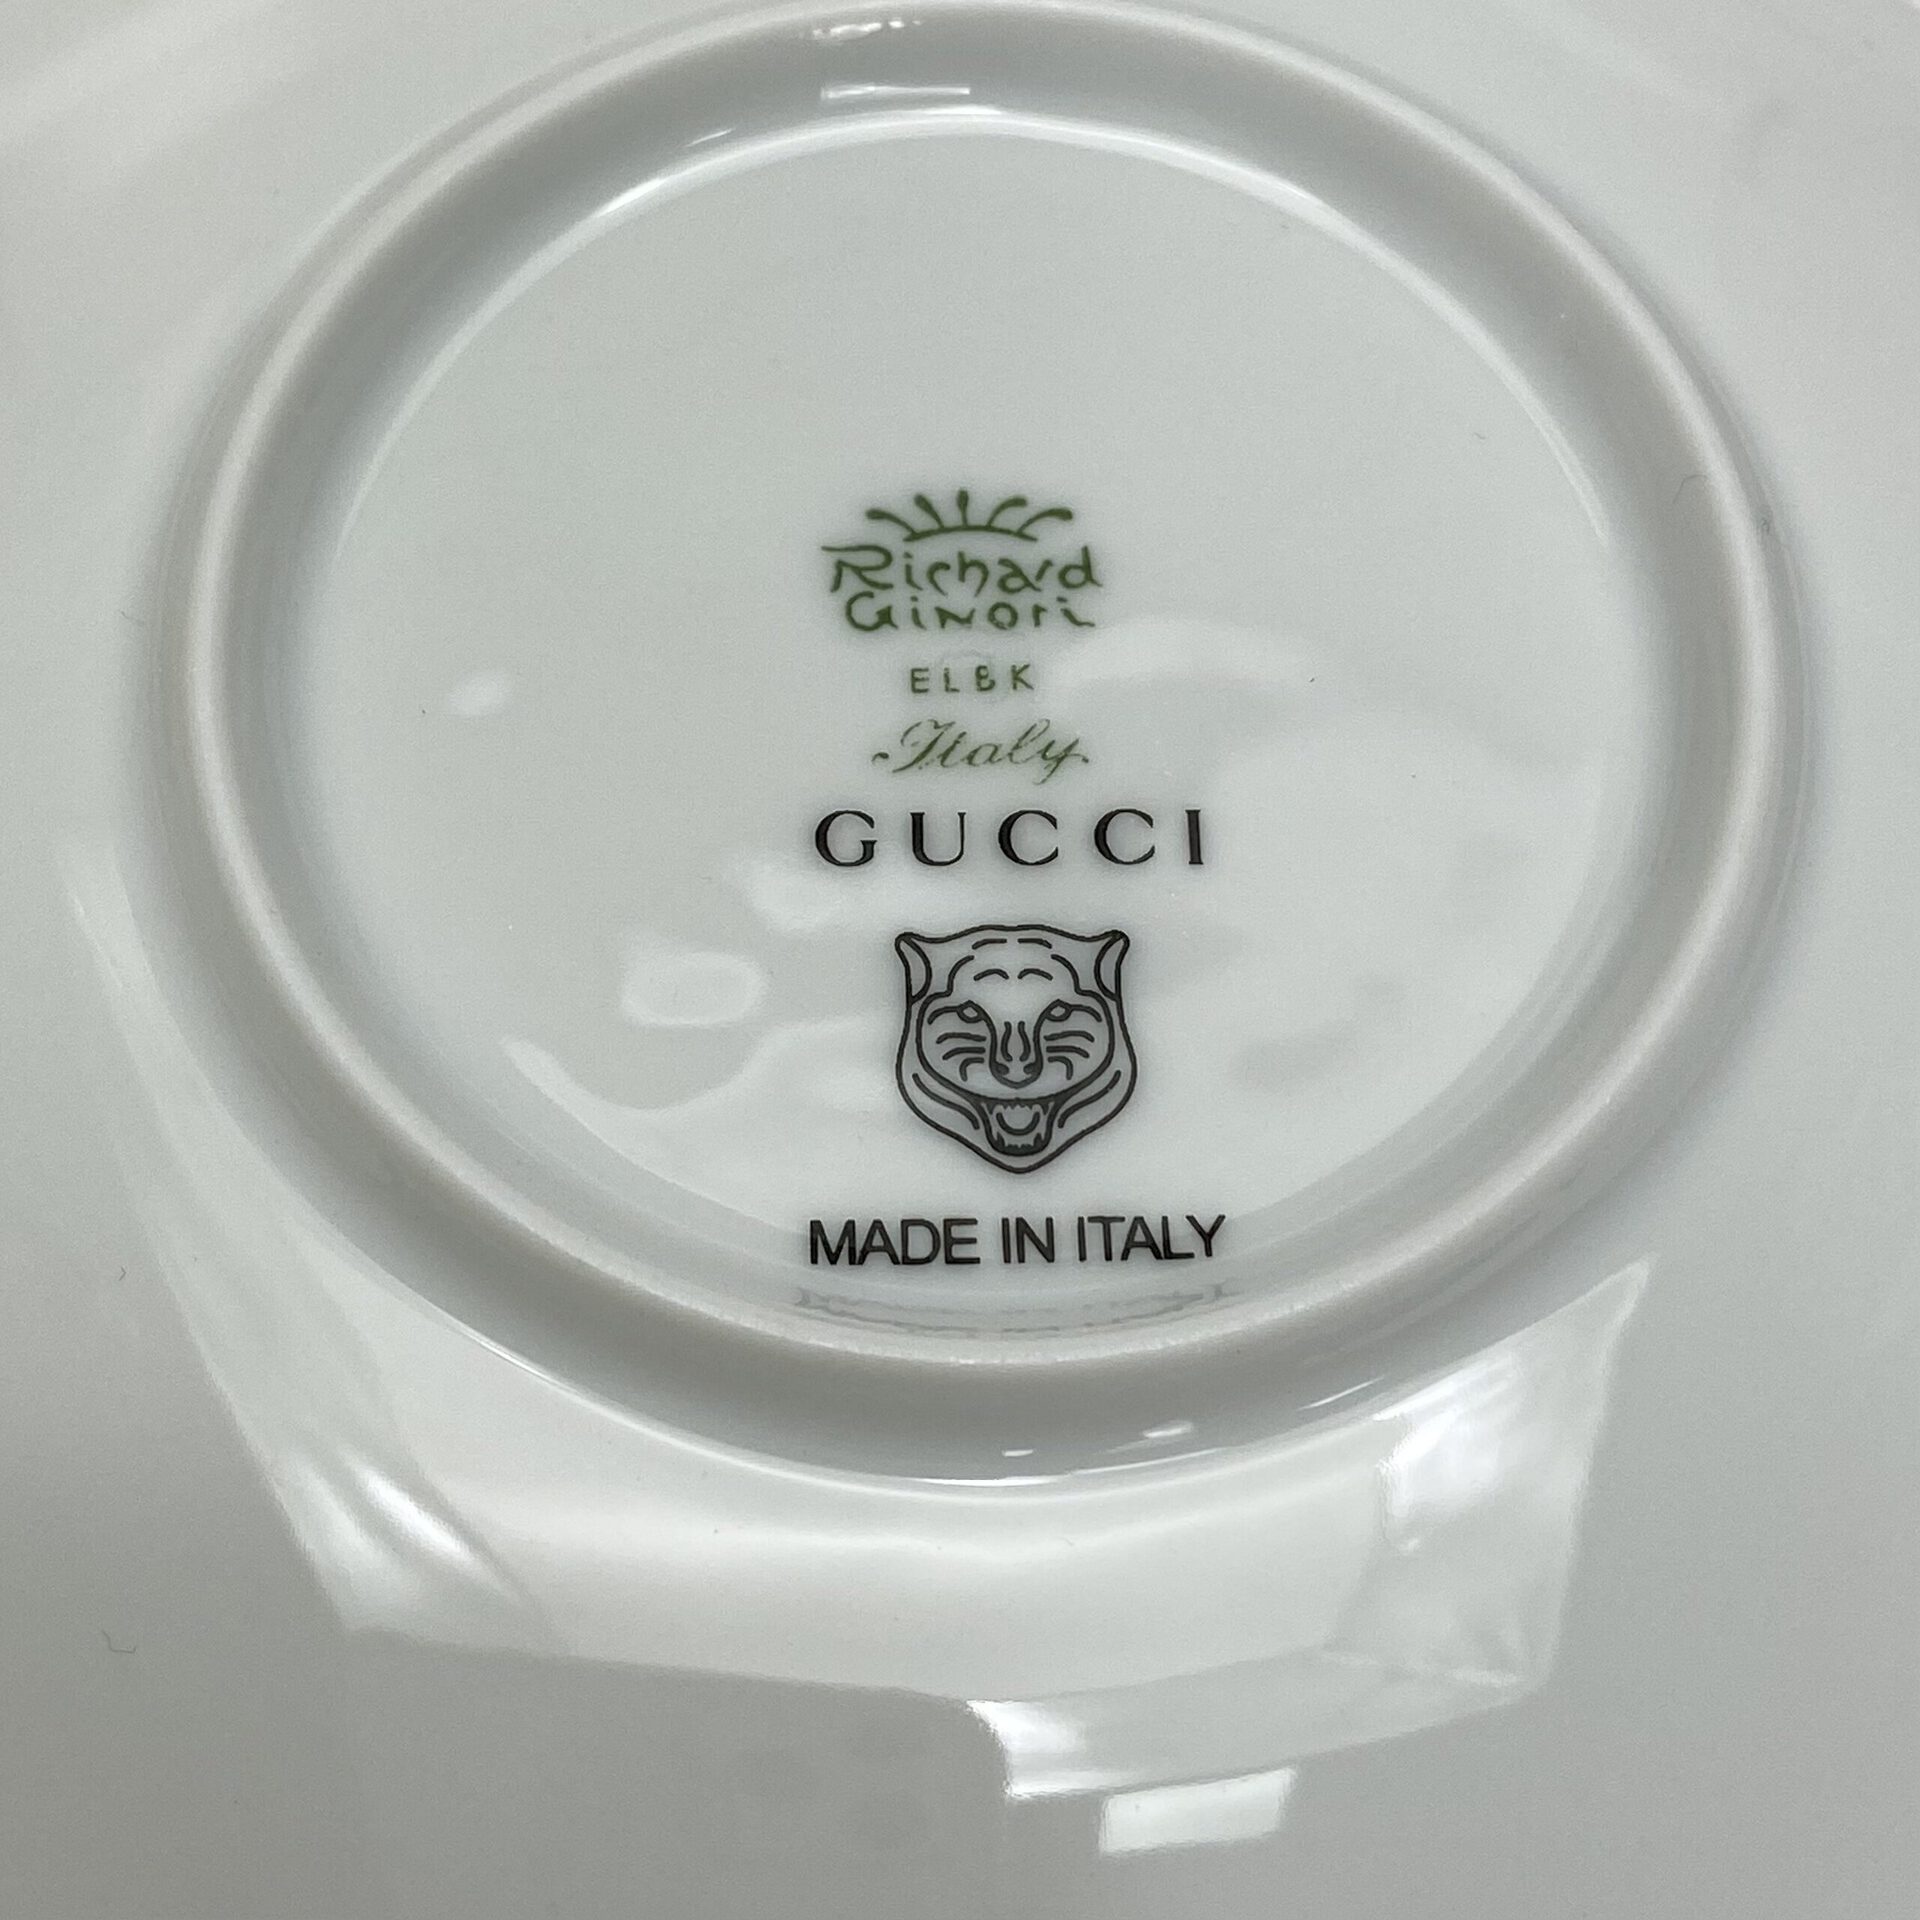 Richard
Ginori
ELBK
Italy
GUCCI
MADE IN ITALY